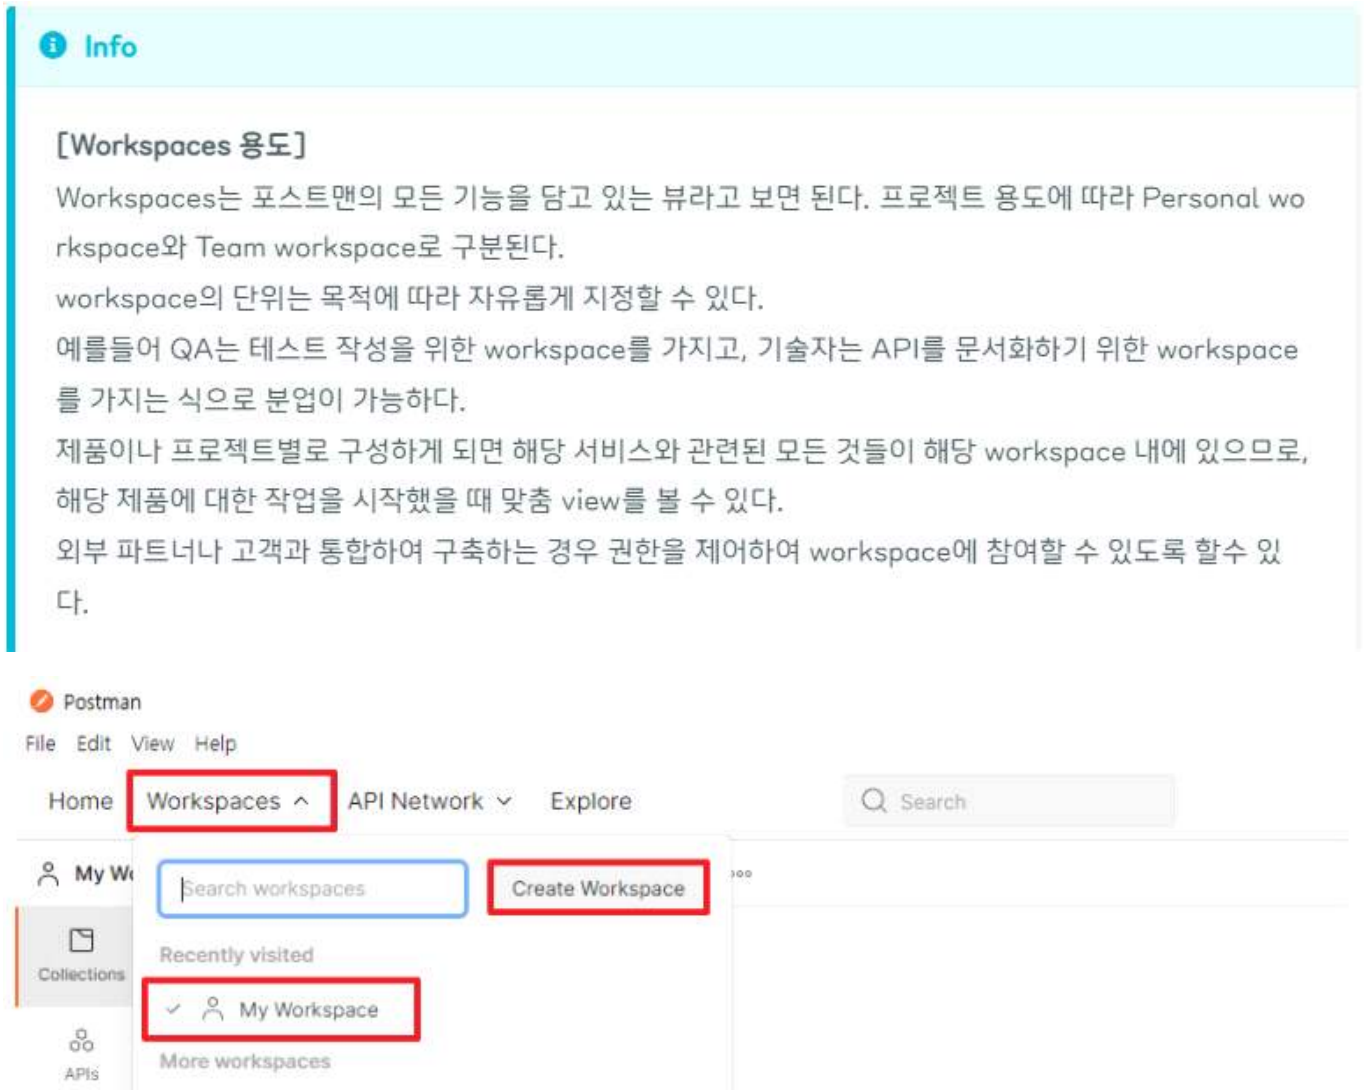 Info
[Workspaces 용도]
Workspaces는 포스트맨의 모든 기능을 담고 있는 뷰라고 보면 된다. 프로젝트 용도에 따라 Personal wo
rkspace와 Team workspace로 구분된다.
workspace의 단위는 목적에 따라 자유롭게 지정할 수 있다.
예를들어 QA는 테스트 작성을 위한 workspace를 가지고, 기술자는 API를 문서화하기 위한 workspace
를 가지는 식으로 분업이 가능하다.
제품이나 프로젝트별로 구성하게 되면 해당 서비스와 관련된 모든 것들이 해당 workspace 내에 있으므로,
해당 제품에 대한 작업을 시작했을 때 맞춤 view를 볼 수 있다.
외부 파트너나 고객과 통합하여 구축하는 경우 권한을 제어하여 workspace에 참여할 수 있도록 할수 있
다.
Postman
File Edit View Help
Home Workspaces API Network Explore Search
My Wo
Search workspaces Create Workspace
Collections
Recently visited
My Workspace
APIs
More workspaces